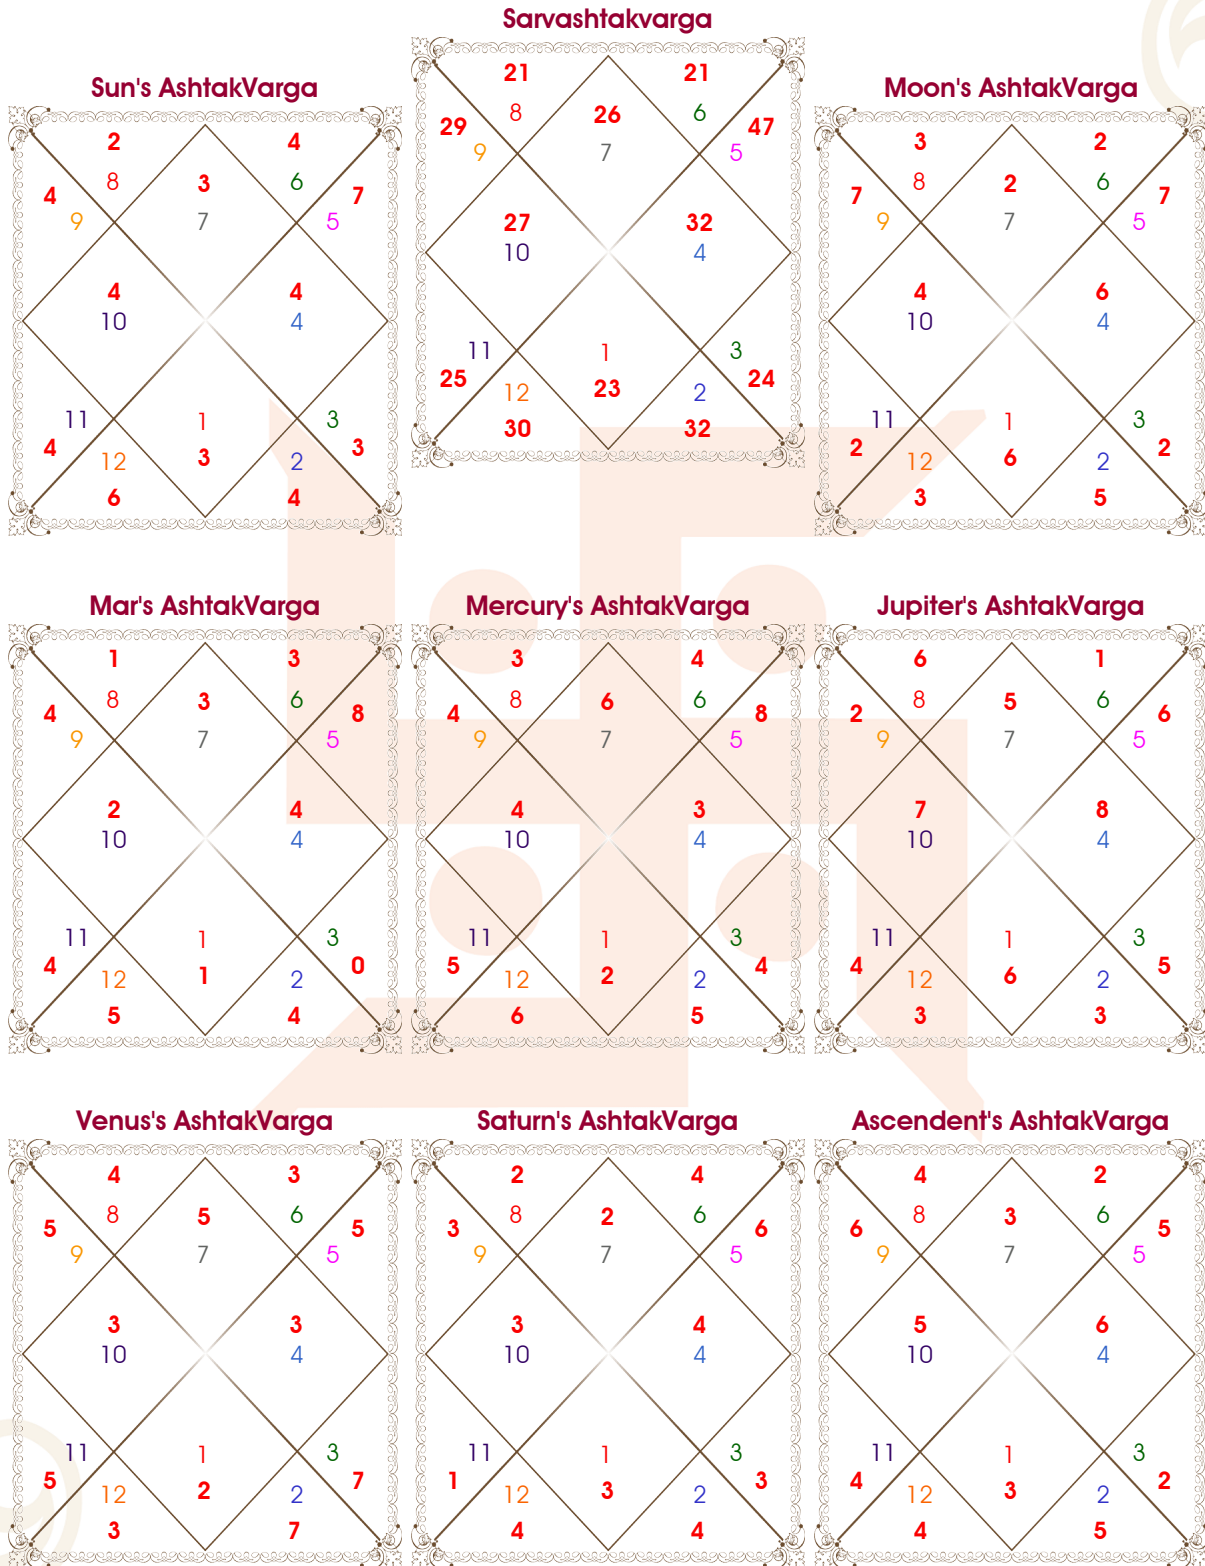 Sarvashtakvarga
21 21
29 8 26 6 47
9 7 5
27 32
10 4
11 1 3
25 12 23 2 24
30 32
Sun's AshtakVarga
2 4
4 8 3 6 7
9 7 5
4 4
10 4
11 1 3
4 12 3 2 3
6 4
Moon's AshtakVarga
3 2
7 8 2 6 7
9 7 5
4 6
10 4
11 1 3
2 12 6 2 2
3 5
Mar's AshtakVarga
1 3
4 8 3 6 8
9 7 5
2 4
10 4
11 1 3
4 12 1 2 0
5 4
Mercury's AshtakVarga
3 4
4 8 6 6 8
9 7 5
4 3
10 4
11 1 3
5 12 2 2 4
6 5
Jupiter's AshtakVarga
6 1
2 8 5 6 6
9 7 5
7 8
10 4
11 1 3
4 12 6 2 5
3 3
Venus's AshtakVarga
4 3
5 8 5 6 5
9 7 5
3 3
10 4
11 1 3
5 12 2 2 7
3 7
Saturn's AshtakVarga
2 4
3 8 2 6 6
9 7 5
3 4
10 4
11 1 3
1 12 3 2 3
4 4
Ascendent's AshtakVarga
4 2
6 8 3 6 5
9 7 5
5 6
10 4
11 1 3
4 12 3 2 2
4 5